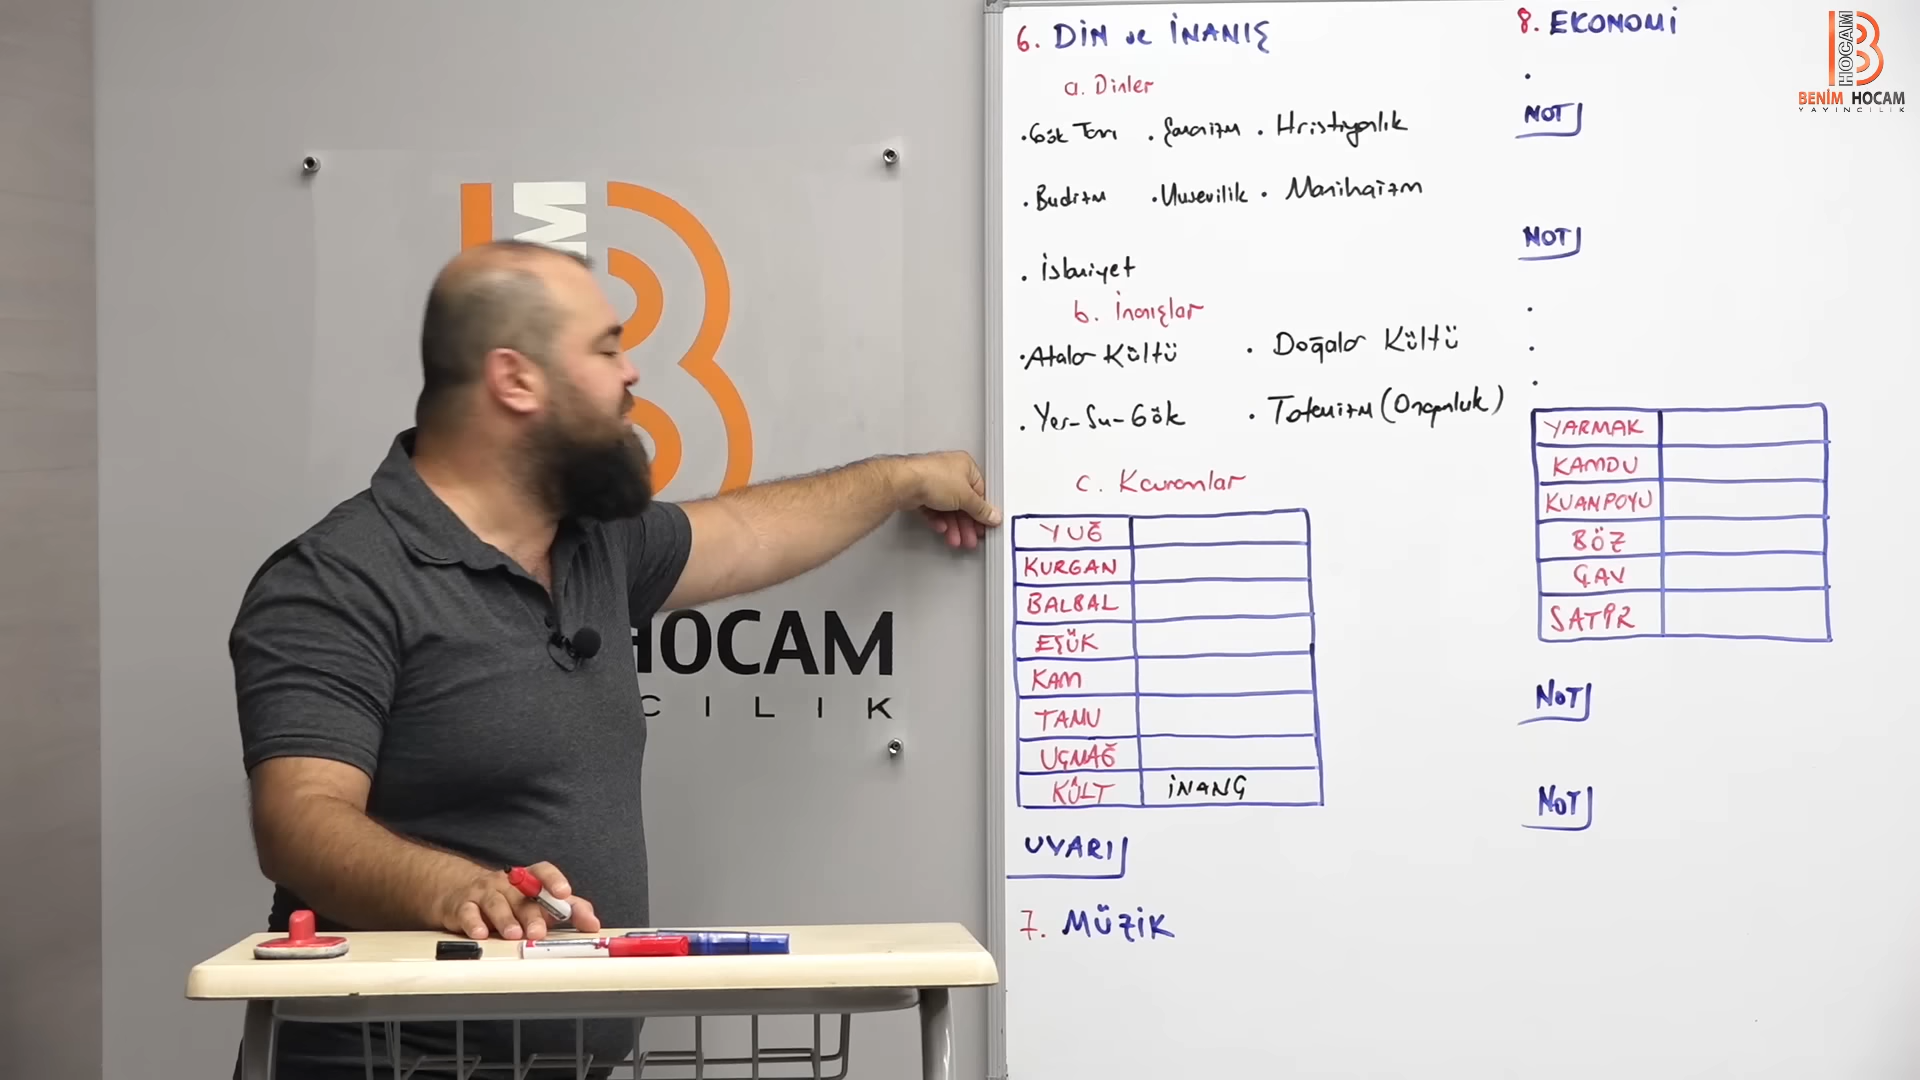 6. DİN ve İNANIŞ
a. Dinler
• Gök Tanrı • Şamanizm • Hristiyanlık
• Budizm • Musevilik • Manihaizm
• İslamiyet
b. İnanışlar
• Atalar Kültü • Doğalar Kültü
• Yer-Su-Gök • Totemizm (Ongunluk)
c. Kavramlar
YUĞ
KURGAN
BALBAL
EŞÜK
KAM
TAMU
UÇMAĞ
KÜLT İNANÇ
UYARI
7. MÜZİK
8. EKONOMİ
NOT
NOT
YARMAK
KAMDU
KUANPOYU
BÖZ
ÇAV
SATIR
NOT
NOT
HOCAM
BENİM HOCAM
YAYINCILIK
M
HOCAM
CILIK